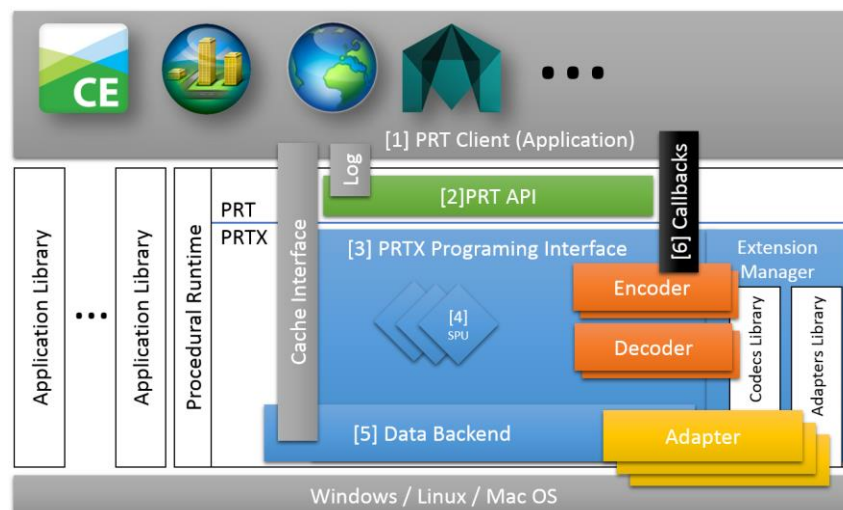 CE
[1] PRT Client (Application)
Application Library
Application Library
Procedural Runtime
PRT
PRTX
Cache Interface
Log
[2]PRT API
[6] Callbacks
[3] PRTX Programing Interface
Extension
Manager
[4]
SPU
Encoder
Decoder
Codecs Library
Adapters Library
[5] Data Backend
Adapter
Windows / Linux / Mac OS